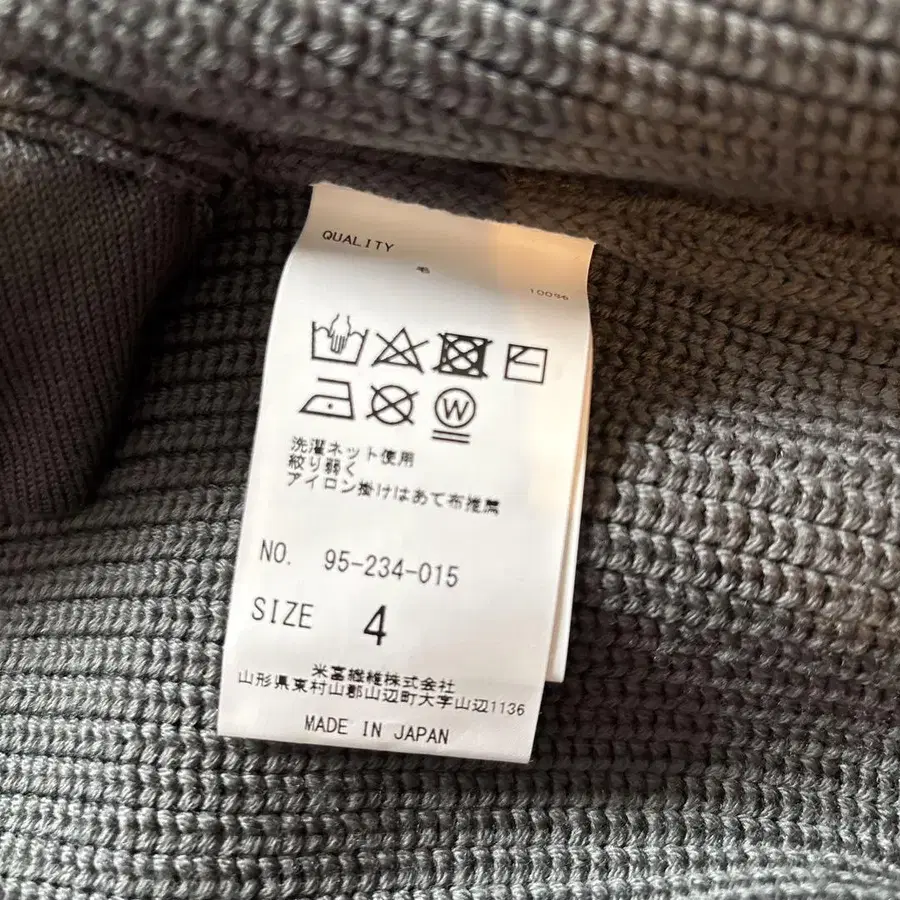 QUALITY
毛
100%
W
洗濯ネット使用
絞り弱く
アイロン掛けはあて布推薦
NO. 95-234-015
SIZE 4
米富繊維株式会社
山形県東村山郡山辺町大字山辺1136
MADE IN JAPAN